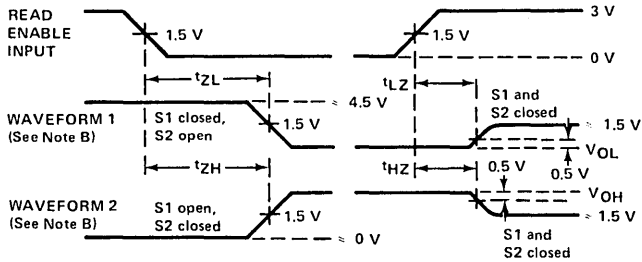 READ
ENABLE
INPUT
1.5 V
1.5 V
3 V
0 V
tZL
tLZ
WAVEFORM 1
(See Note B)
S1 closed,
S2 open
≈ 4.5 V
1.5 V
S1 and
S2 closed
≈ 1.5 V
VOL
0.5 V
tZH
tHZ
0.5 V
VOH
WAVEFORM 2
(See Note B)
S1 open,
S2 closed
1.5 V
≈ 0 V
≈ 1.5 V
S1 and
S2 closed